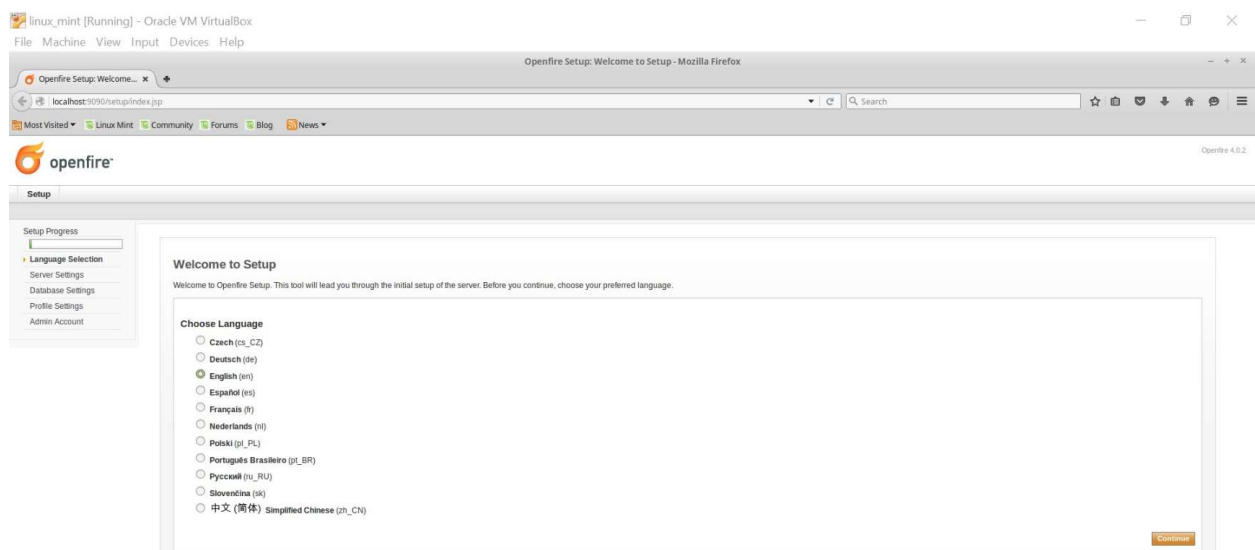 linux_mint [Running] - Oracle VM VirtualBox
File Machine View Input Devices Help
Openfire Setup: Welcome to Setup - Mozilla Firefox
Openfire Setup: Welcome...
localhost:9090/setup/index.jsp
Search
Most Visited Linux Mint Community Forums Blog News
openfire
Openfire 4.0.2
Setup
Setup Progress
Language Selection
Server Settings
Database Settings
Profile Settings
Admin Account
Welcome to Setup
Welcome to Openfire Setup. This tool will lead you through the initial setup of the server. Before you continue, choose your preferred language.
Choose Language
Czech (cs_CZ)
Deutsch (de)
English (en)
Español (es)
Français (fr)
Nederlands (nl)
Polski (pl_PL)
Português Brasileiro (pt_BR)
Русский (ru_RU)
Slovenčina (sk)
中文 (简体) Simplified Chinese (zh_CN)
Continue